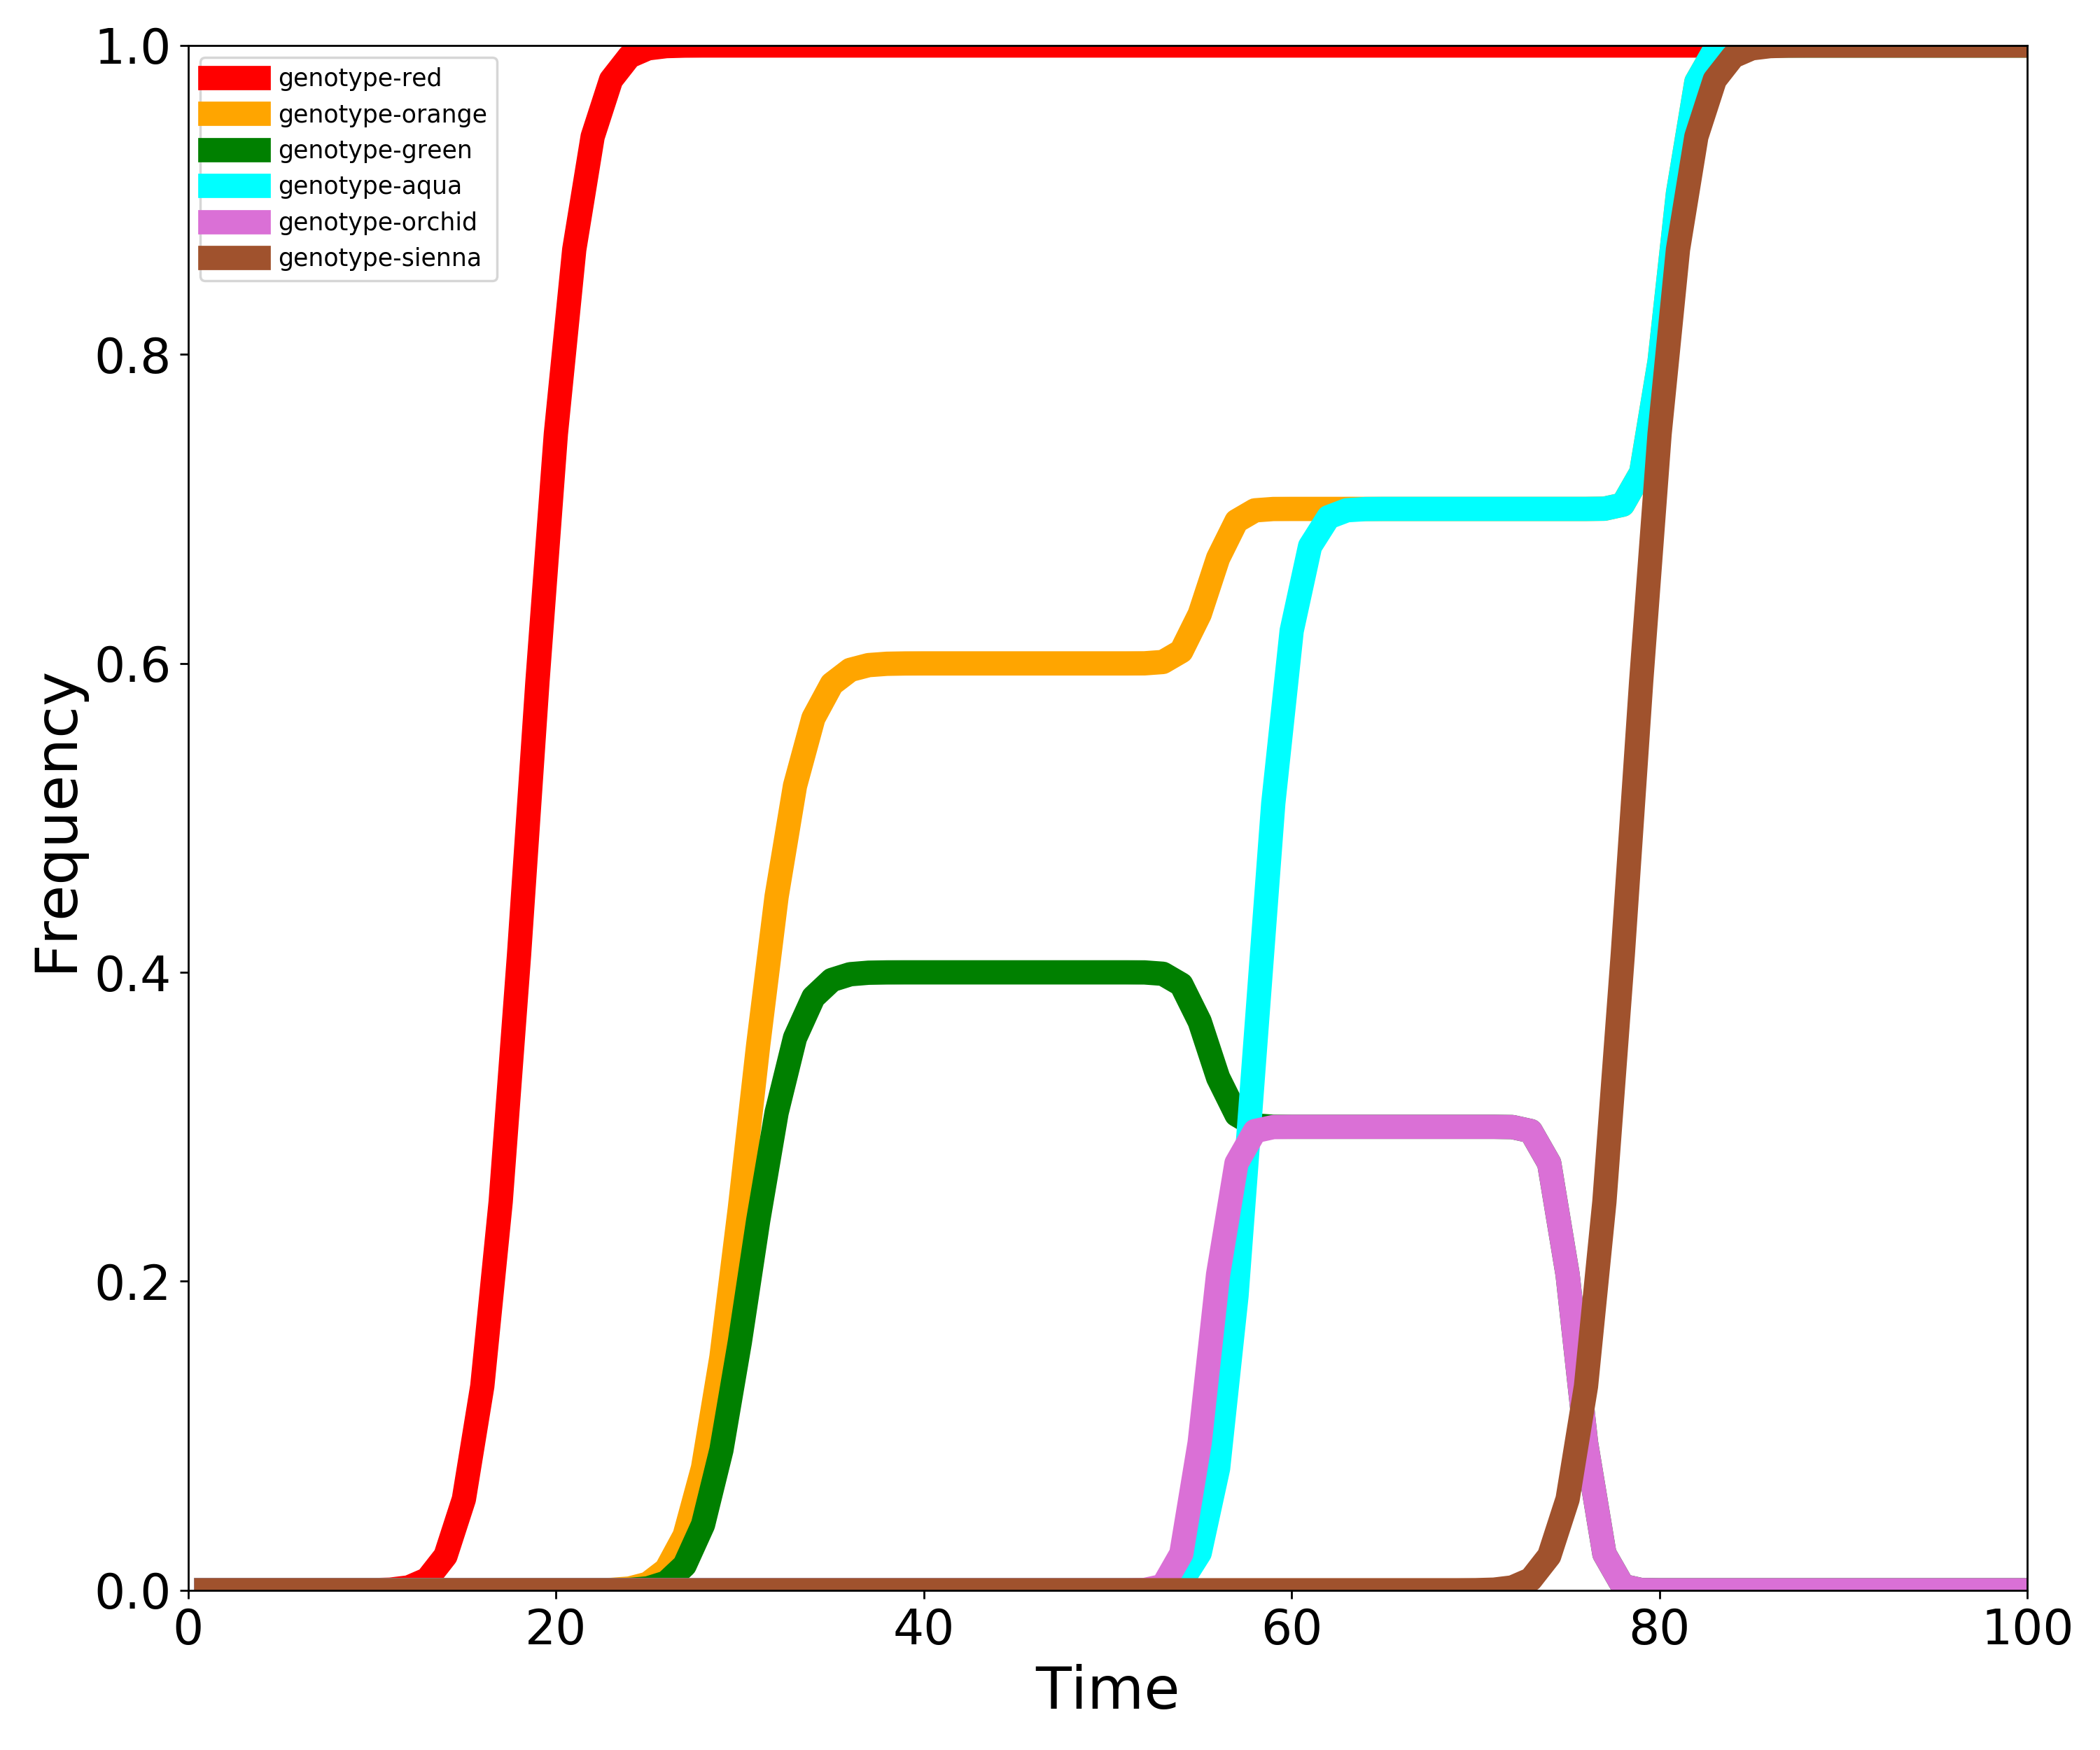 1.0
0.8
0.6
0.4
0.2
0.0
Frequency
genotype-red
genotype-orange
genotype-green
genotype-aqua
genotype-orchid
genotype-sienna
0 20 40 60 80 100
Time